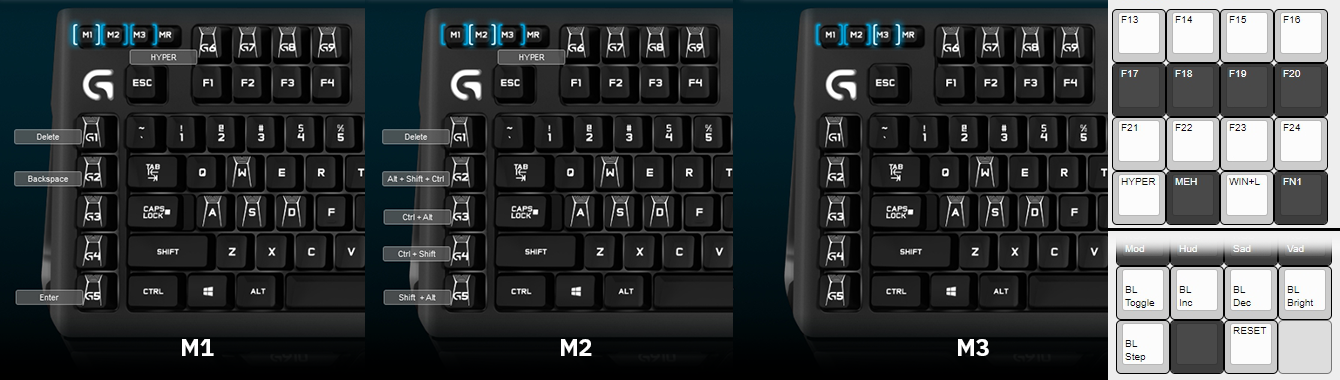 M1 M2 M3 MR G6 G7 G8 G9
HYPER
G ESC F1 F2 F3 F4
Delete G1 ~ ` ! 1 @ 2 # 3 $ 4 % 5
Backspace G2 TAB Q W E R T
G3 CAPS LOCK A S D F
G4 SHIFT Z X C V
Enter G5 CTRL ALT
M1
M1 M2 M3 MR G6 G7 G8 G9
HYPER
G ESC F1 F2 F3 F4
Delete G1 ~ ` ! 1 @ 2 # 3 $ 4 % 5
Alt + Shift + Ctrl G2 TAB Q W E R T
Ctrl + Alt G3 CAPS LOCK A S D F
Ctrl + Shift G4 SHIFT Z X C V
Shift + Alt G5 CTRL ALT
M2
M1 M2 M3 MR G6 G7 G8 G9
G ESC F1 F2 F3 F4
G1 ~ ` ! 1 @ 2 # 3 $ 4 % 5
G2 TAB Q W E R T
G3 CAPS LOCK A S D F
G4 SHIFT Z X C V
G5 CTRL ALT
M3
F13 F14 F15 F16
F17 F18 F19 F20
F21 F22 F23 F24
HYPER MEH WIN+L FN1
Mod Hud Sad Vad
BL Toggle BL Inc BL Dec BL Bright
BL Step RESET